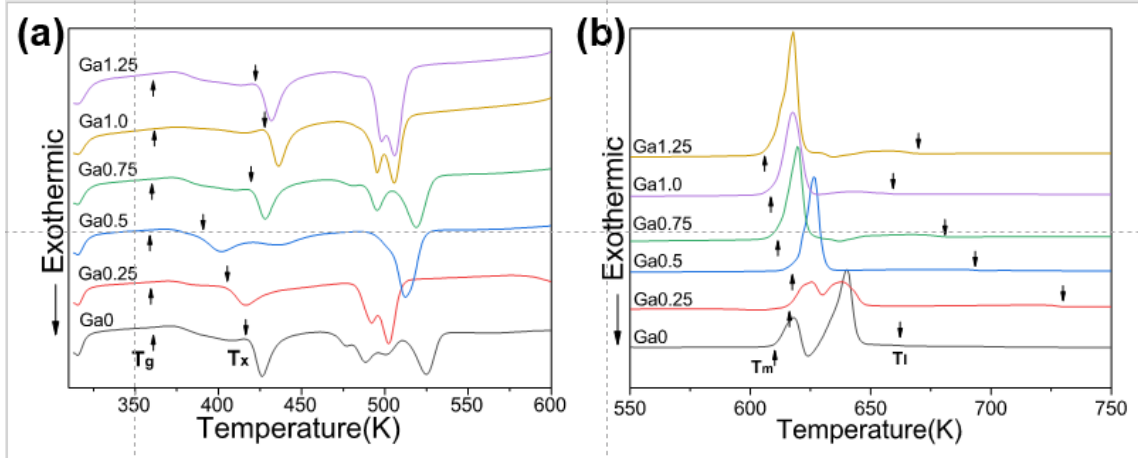 (a)
Ga1.25
Ga1.0
Ga0.75
Ga0.5
Ga0.25
Ga0
Tg
Tx
Exothermic
350 400 450 500 550 600
Temperature(K)
(b)
Ga1.25
Ga1.0
Ga0.75
Ga0.5
Ga0.25
Ga0
Tm
Tl
Exothermic
550 600 650 700 750
Temperature(K)